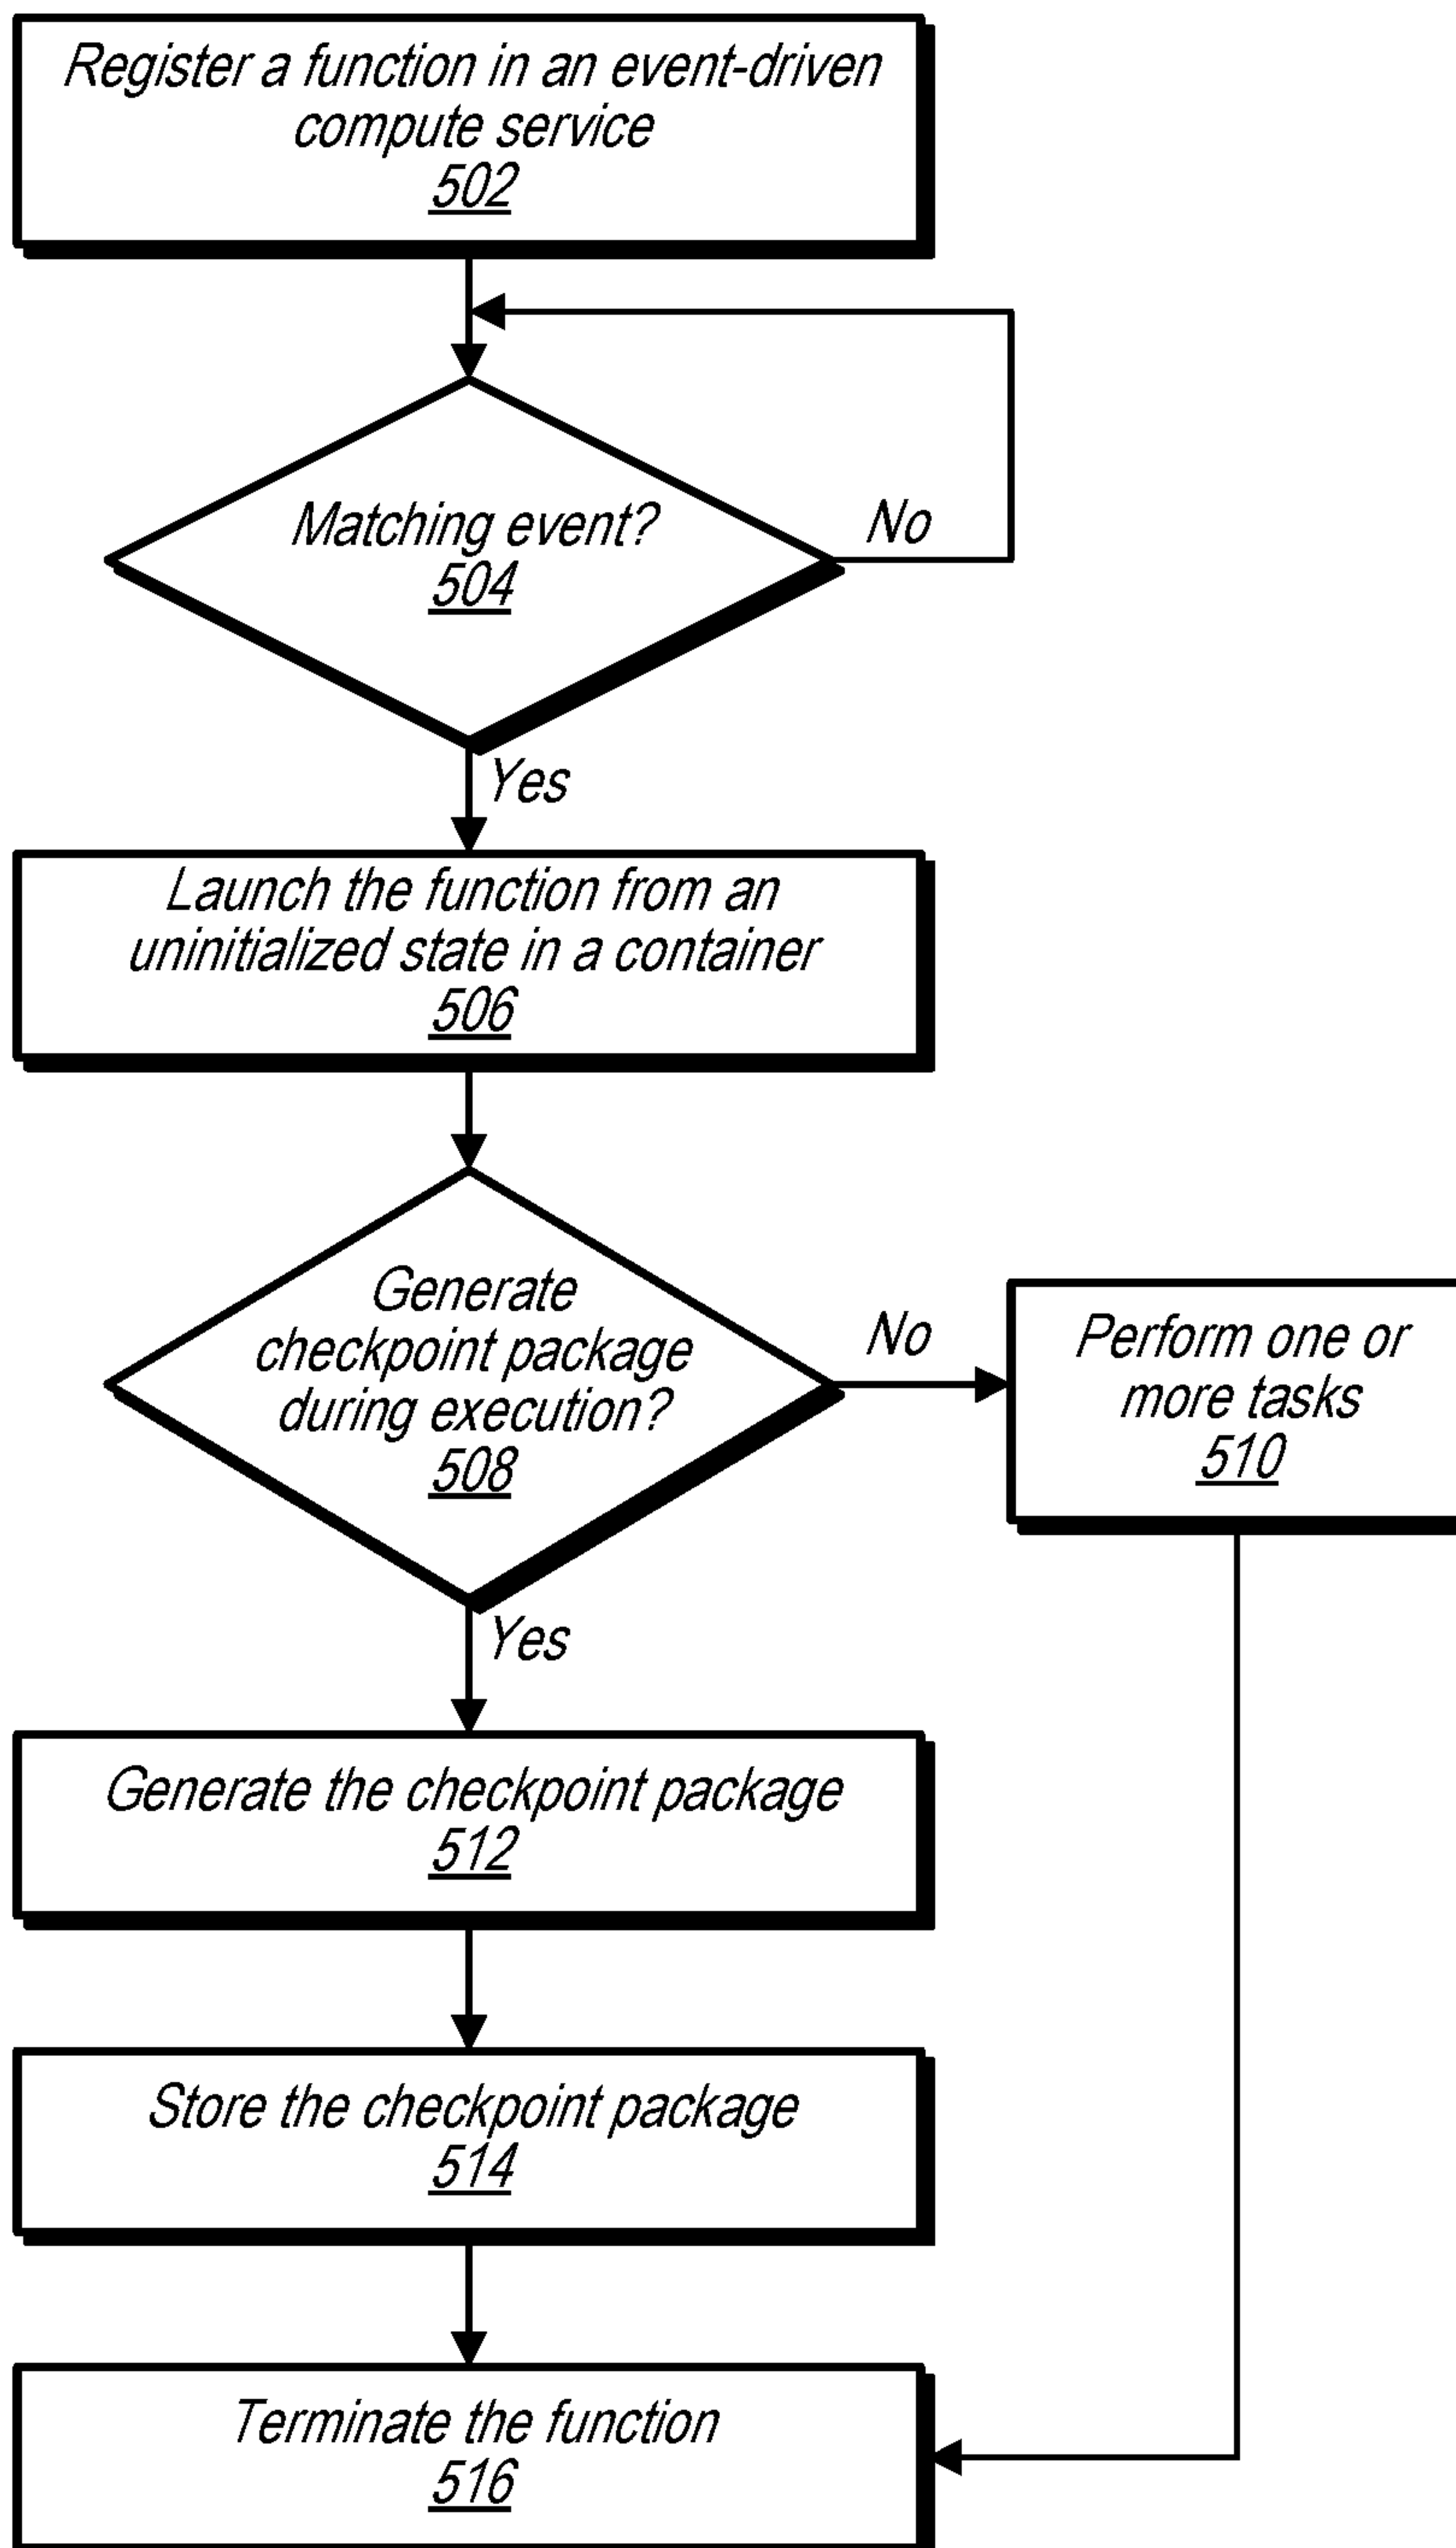 Register a function in an event-driven
compute service
502
Matching event?
504
No
Yes
Launch the function from an
uninitialized state in a container
506
Generate
checkpoint package
during execution?
508
No
Perform one or
more tasks
510
Yes
Generate the checkpoint package
512
Store the checkpoint package
514
Terminate the function
516